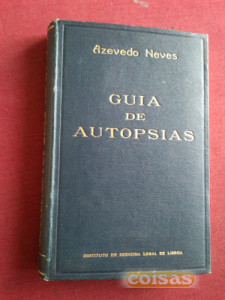 Azevedo Neves
GUIA
DE
AUTOPSIAS
INSTITUTO DE MEDICINA LEGAL DE LISBOA
coisas